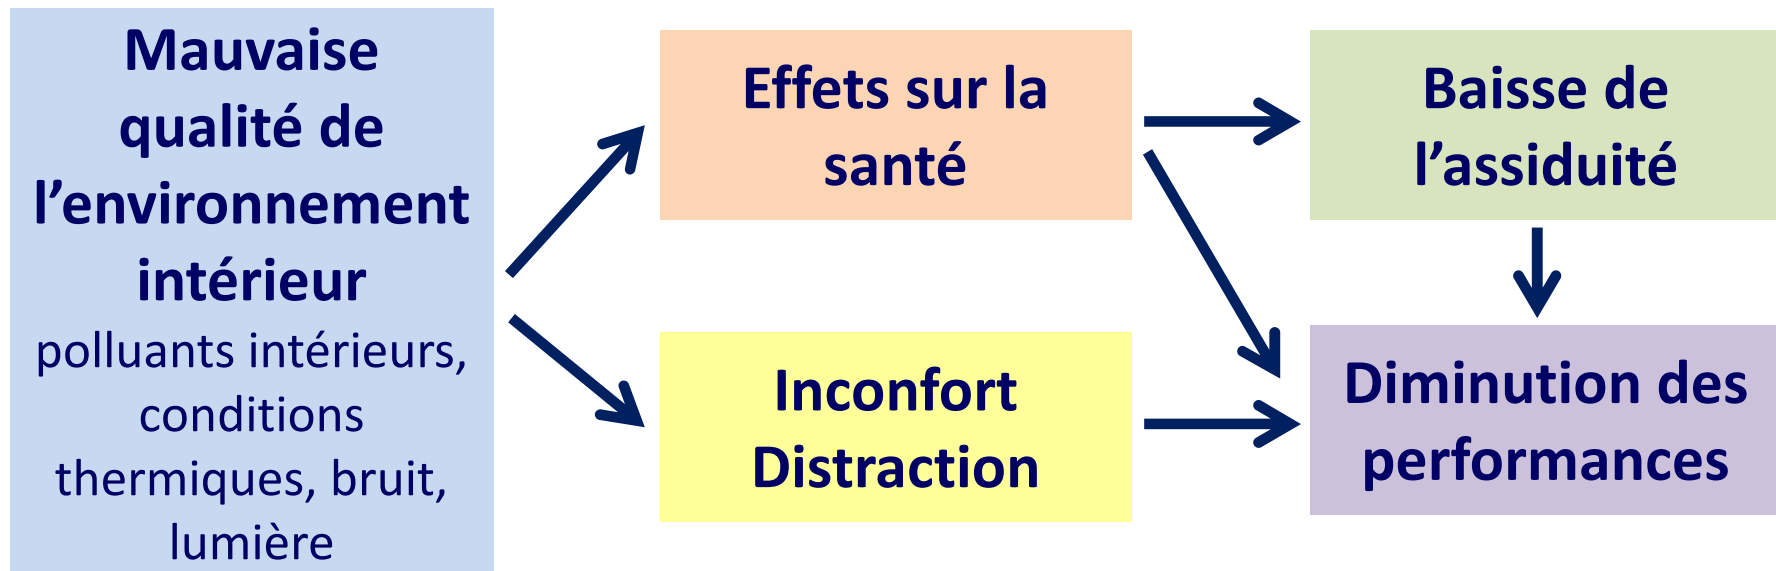 Mauvaise
qualité de
l’environnement
intérieur
polluants intérieurs,
conditions
thermiques, bruit,
lumière
Effets sur la
santé
Inconfort
Distraction
Baisse de
l’assiduité
Diminution des
performances